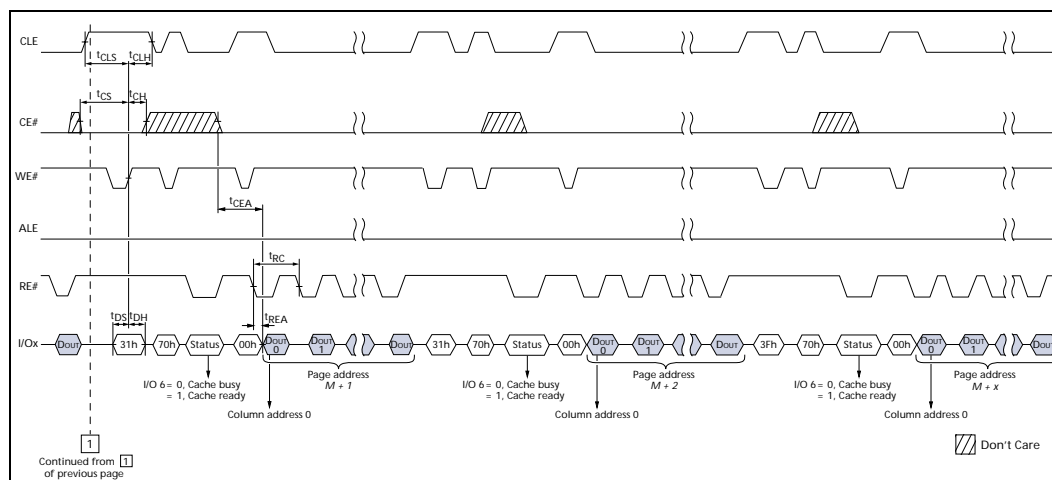 CLE
tCLS tCLH
tCS tCH
CE#
WE#
tCEA
ALE
tRC
RE#
tREA
tDS tDH
I/Ox DOUT 31h 70h Status 00h DOUT 0 DOUT 1 DOUT 31h 70h Status 00h DOUT 0 DOUT 1 DOUT 3Fh 70h Status 00h DOUT 0 DOUT 1 DOUT
Page address M + 1
Page address M + 2
Page address M + x
I/O 6 = 0, Cache busy
= 1, Cache ready
I/O 6 = 0, Cache busy
= 1, Cache ready
I/O 6 = 0, Cache busy
= 1, Cache ready
Column address 0
Column address 0
Column address 0
1
Continued from 1
of previous page
Don't Care